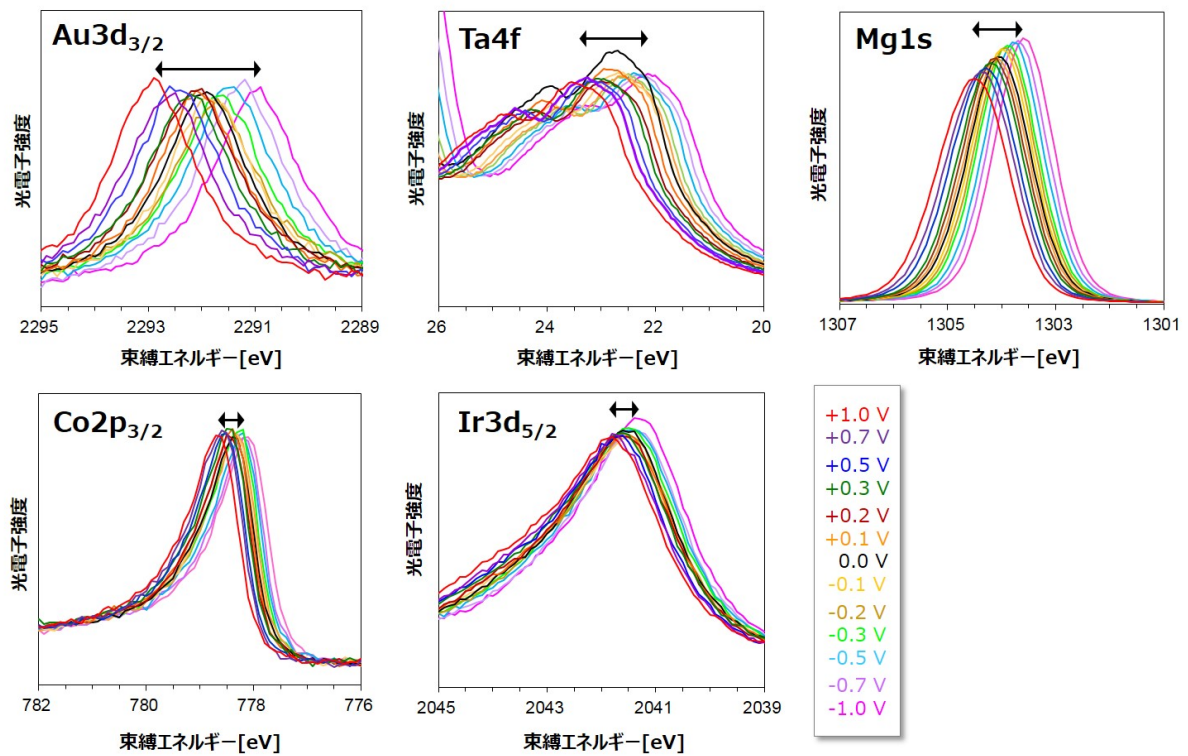 Au3d3/2
光電子強度
2295 2293 2291 2289
束縛エネルギー[eV]
Ta4f
光電子強度
26 24 22 20
束縛エネルギー[eV]
Mg1s
光電子強度
1307 1305 1303 1301
束縛エネルギー[eV]
Co2p3/2
光電子強度
782 780 778 776
束縛エネルギー[eV]
Ir3d5/2
光電子強度
2045 2043 2041 2039
束縛エネルギー[eV]
+1.0 V
+0.7 V
+0.5 V
+0.3 V
+0.2 V
+0.1 V
0.0 V
-0.1 V
-0.2 V
-0.3 V
-0.5 V
-0.7 V
-1.0 V